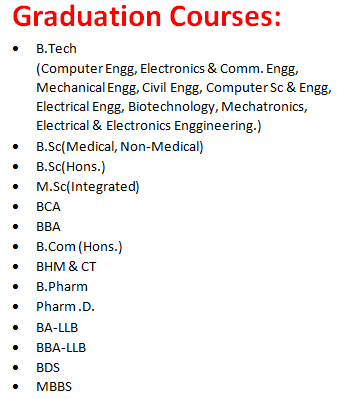 Graduation Courses:
• B.Tech
(Computer Engg, Electronics & Comm. Engg,
Mechanical Engg, Civil Engg, Computer Sc & Engg,
Electrical Engg, Biotechnology, Mechatronics,
Electrical & Electronics Enggineering.)
• B.Sc(Medical, Non-Medical)
• B.Sc(Hons.)
• M.Sc(Integrated)
• BCA
• BBA
• B.Com (Hons.)
• BHM & CT
• B.Pharm
• Pharm .D.
• BA-LLB
• BBA-LLB
• BDS
• MBBS